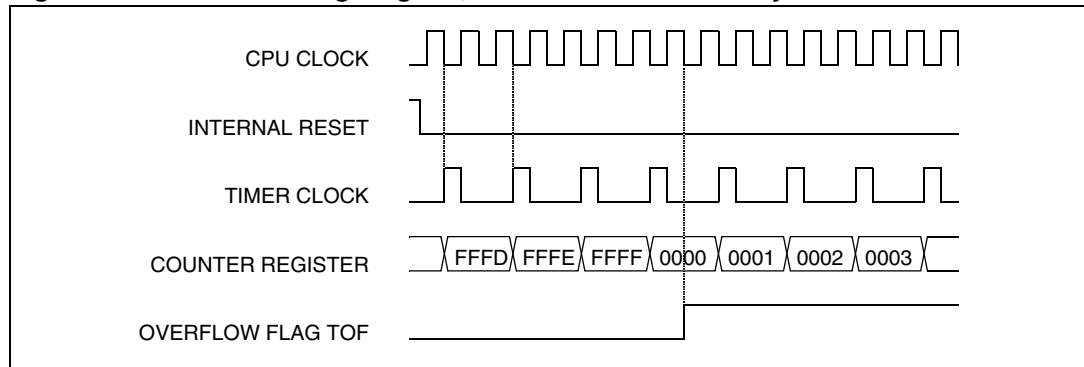 CPU CLOCK
INTERNAL RESET
TIMER CLOCK
COUNTER REGISTER
FFFD FFFE FFFF 0000 0001 0002 0003
OVERFLOW FLAG TOF